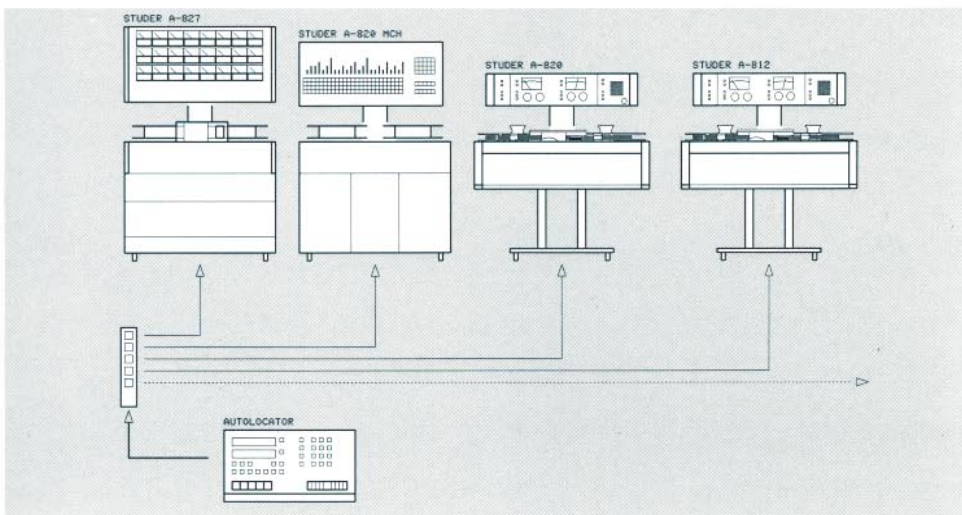 STUDER A-827
STUDER A-820 MCH
STUDER A-820
STUDER A-812
AUTOLOCATOR